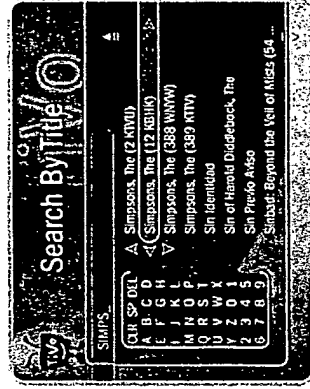 TiVo
Search By Title
SIMPS_
CLR SP DEL
A B C D
E F G H
I J K L
M N O P
Q R S T
U V W X
Y Z 0 1
2 3 4 5
6 7 8 9
Simpsons, The (2 KTVU)
Simpsons, The (12 KBHK)
Simpsons, The (388 WNYW)
Simpsons, The (389 KTTV)
Sin Identidad
Sin of Harold Diddlebock, The
Sin Previo Aviso
Sinbad: Beyond the Veil of Mists (54 ...